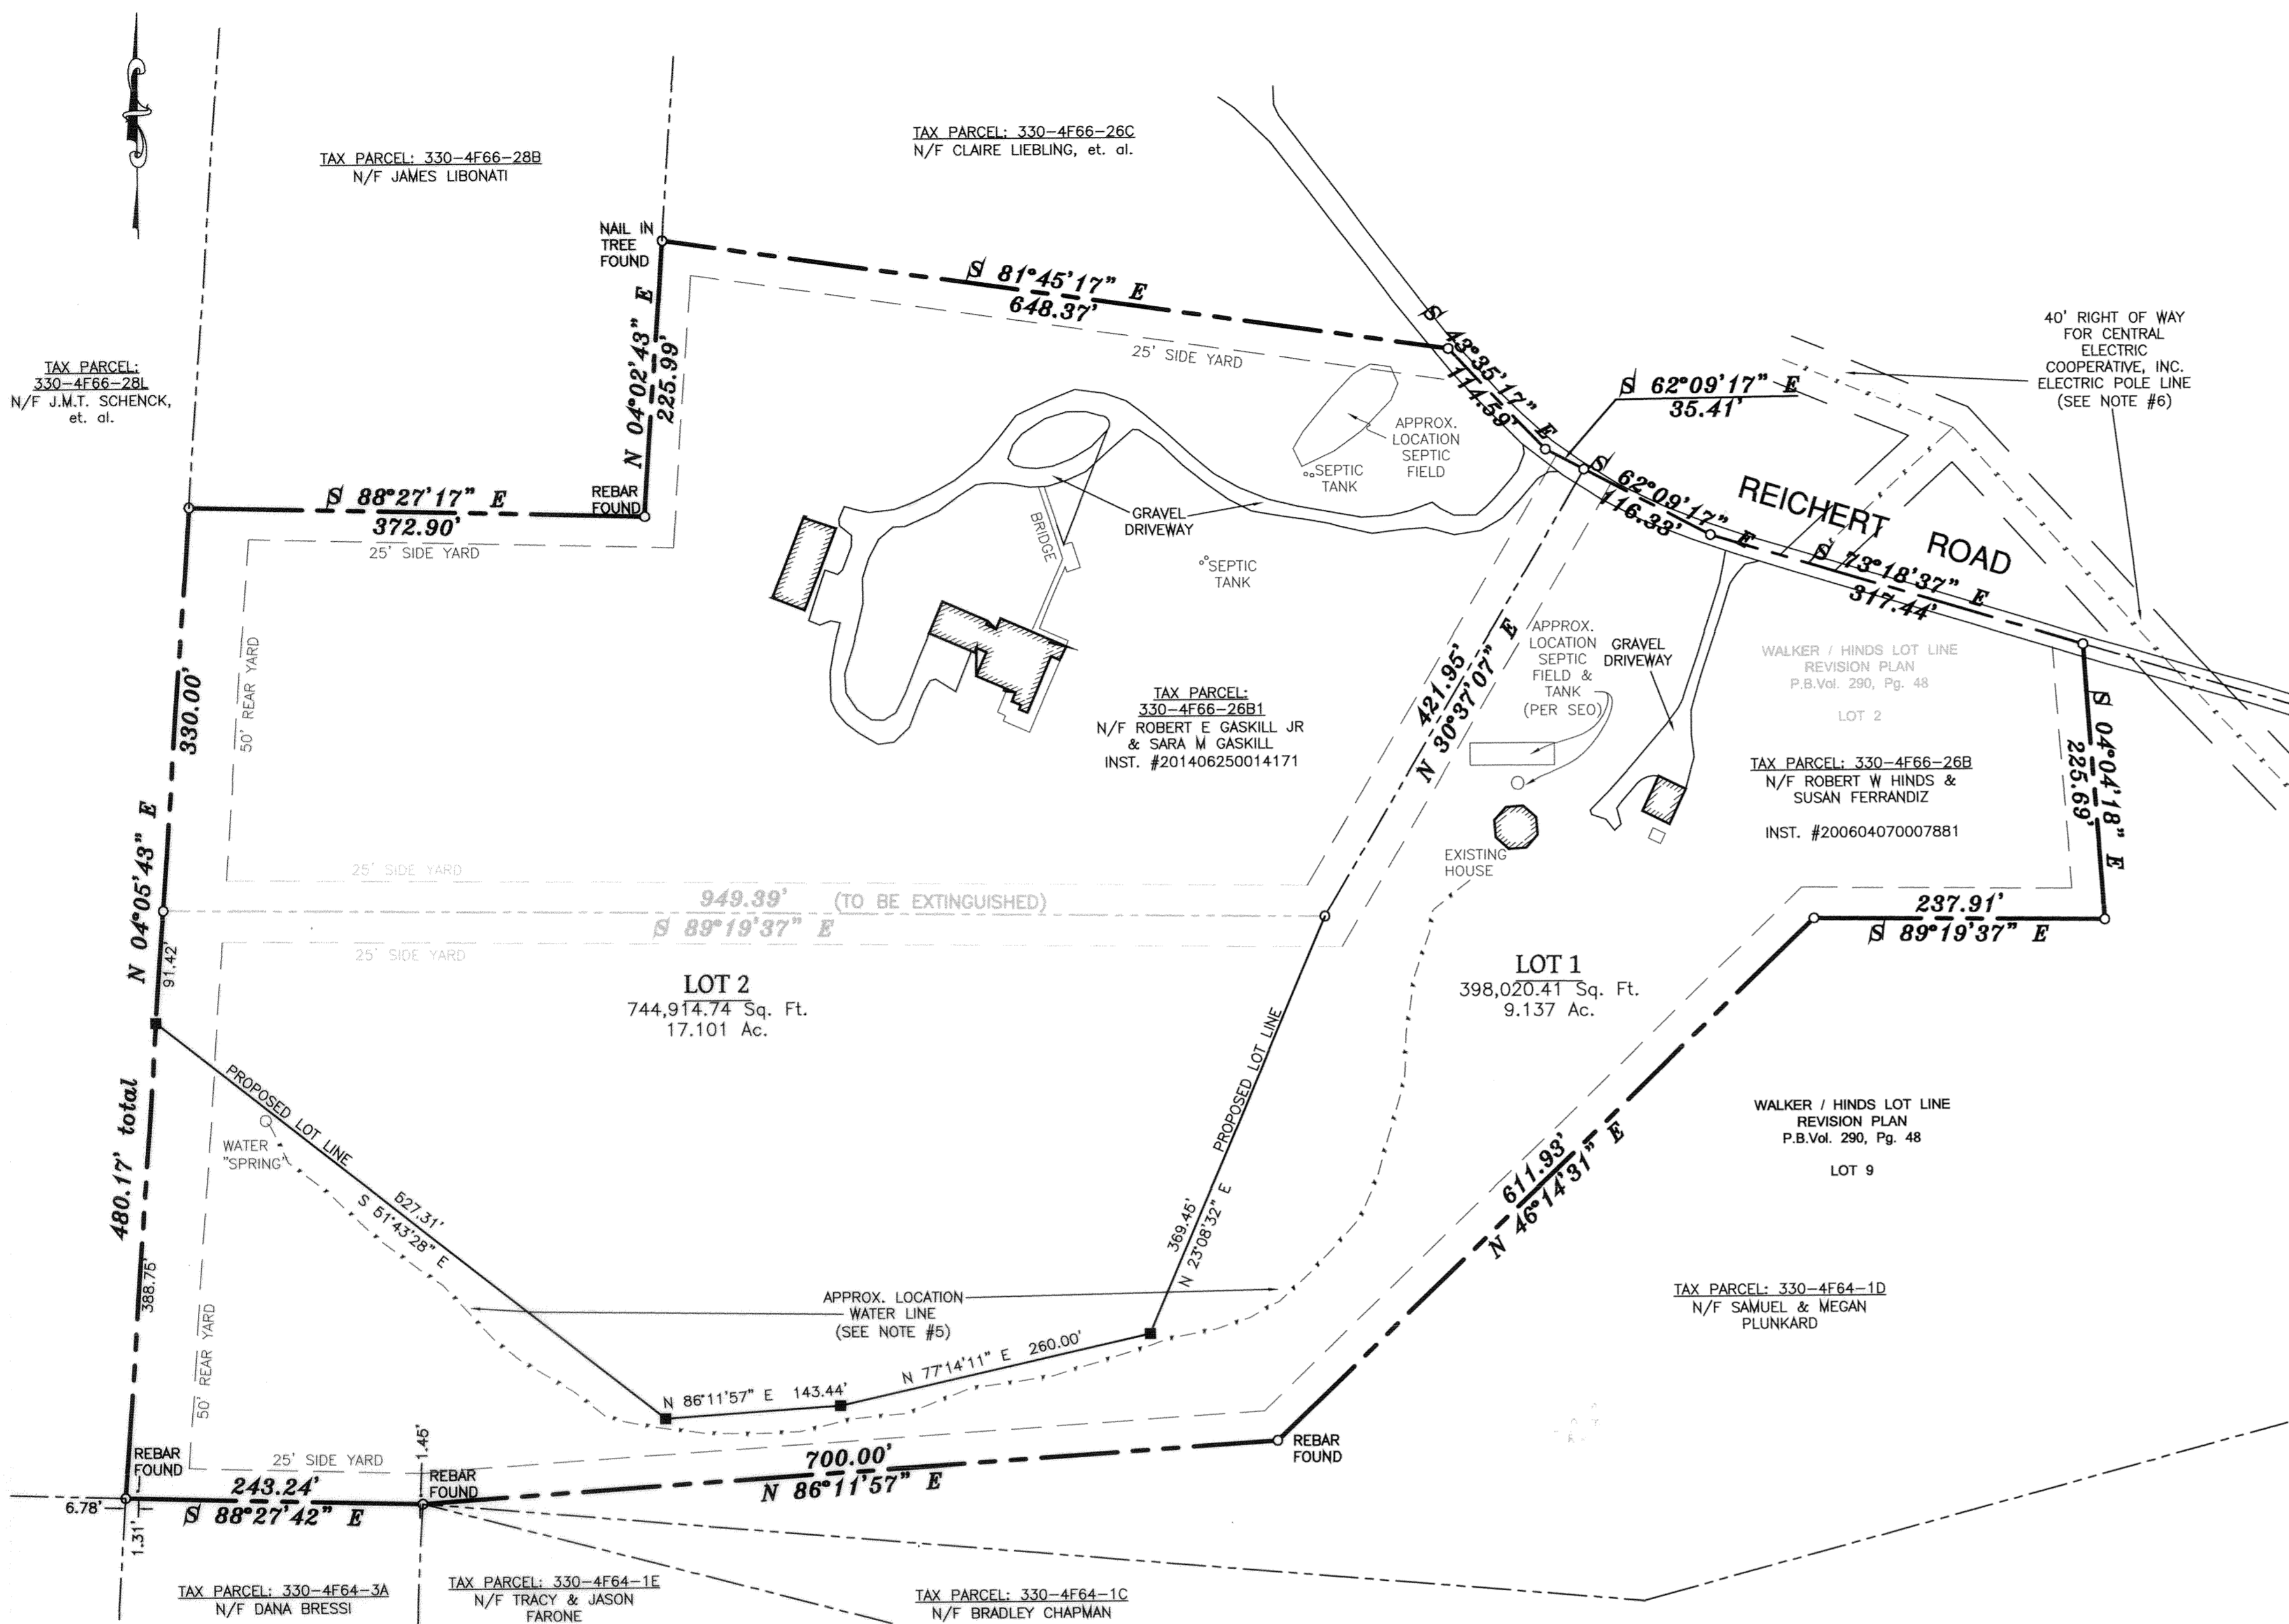 TAX PARCEL: 330-4F66-28B
N/F JAMES LIBONATI
TAX PARCEL: 330-4F66-26C
N/F CLAIRE LIEBLING, et. al.
TAX PARCEL:
330-4F66-28L
N/F J.M.T. SCHENCK,
et. al.
NAIL IN
TREE
FOUND
S 81°45'17" E
648.37'
25' SIDE YARD
N 04°02'43" E
225.99'
S 43°35'17" E
114.59'
S 62°09'17" E
35.41'
40' RIGHT OF WAY
FOR CENTRAL
ELECTRIC
COOPERATIVE, INC.
ELECTRIC POLE LINE
(SEE NOTE #6)
APPROX.
LOCATION
SEPTIC
FIELD
SEPTIC
TANK
S 88°27'17" E
372.90'
REBAR
FOUND
25' SIDE YARD
BRIDGE
GRAVEL
DRIVEWAY
SEPTIC
TANK
S 62°09'17" E
116.33'
REICHERT ROAD
S 73°18'37" E
317.44'
330.00'
50' REAR YARD
TAX PARCEL:
330-4F66-26B1
N/F ROBERT E GASKILL JR
& SARA M GASKILL
INST. #201406250014171
421.95'
N 30°37'07" E
APPROX.
LOCATION
SEPTIC
FIELD &
TANK
(PER SEO)
GRAVEL
DRIVEWAY
WALKER / HINDS LOT LINE
REVISION PLAN
P.B.Vol. 290, Pg. 48
LOT 2
TAX PARCEL: 330-4F66-26B
N/F ROBERT W HINDS &
SUSAN FERRANDIZ
INST. #200604070007881
S 04°04'18" E
225.69'
EXISTING
HOUSE
N 04°05'43" E
91.42'
25' SIDE YARD
949.39' (TO BE EXTINGUISHED)
S 89°19'37" E
25' SIDE YARD
237.91'
S 89°19'37" E
LOT 2
744,914.74 Sq. Ft.
17.101 Ac.
LOT 1
398,020.41 Sq. Ft.
9.137 Ac.
PROPOSED LOT LINE
PROPOSED LOT LINE
480.17' total
388.75'
WATER
"SPRING"
527.31'
S 51°43'28" E
369.45'
N 23°08'32" E
611.93'
N 46°14'31" E
WALKER / HINDS LOT LINE
REVISION PLAN
P.B.Vol. 290, Pg. 48
LOT 9
TAX PARCEL: 330-4F64-1D
N/F SAMUEL & MEGAN
PLUNKARD
50' REAR YARD
APPROX. LOCATION
WATER LINE
(SEE NOTE #5)
N 86°11'57" E 143.44'
N 77°14'11" E 260.00'
REBAR
FOUND
25' SIDE YARD
1.45'
REBAR
FOUND
243.24'
S 88°27'42" E
6.78'
1.31'
700.00'
N 86°11'57" E
REBAR
FOUND
TAX PARCEL: 330-4F64-3A
N/F DANA BRESSI
TAX PARCEL: 330-4F64-1E
N/F TRACY & JASON
FARONE
TAX PARCEL: 330-4F64-1C
N/F BRADLEY CHAPMAN